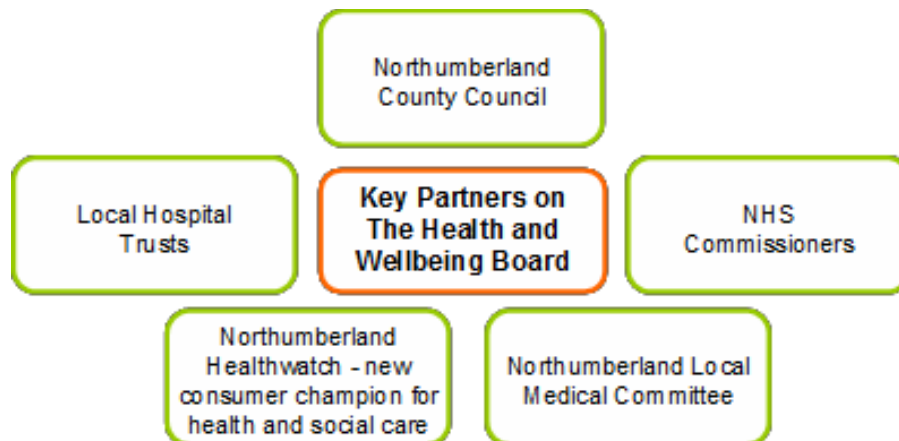 Northumberland
County Council
Local Hospital
Trusts
Key Partners on
The Health and
Wellbeing Board
NHS
Commissioners
Northumberland
Healthwatch - new
consumer champion for
health and social care
Northumberland Local
Medical Committee